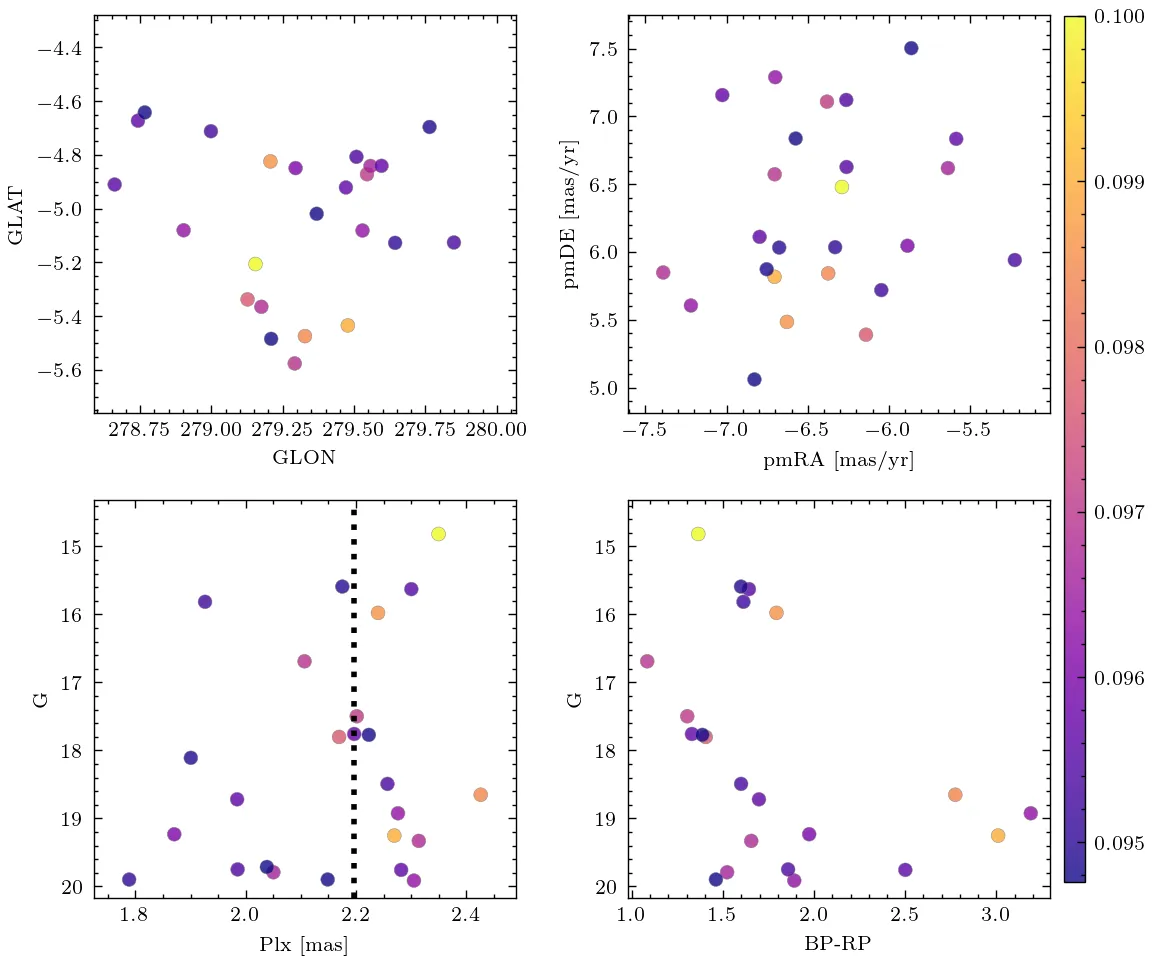 −4.4
−4.6
−4.8
−5.0
−5.2
−5.4
−5.6
GLAT
278.75 279.00 279.25 279.50 279.75 280.00
GLON
7.5
7.0
6.5
6.0
5.5
5.0
pmDE [mas/yr]
−7.5 −7.0 −6.5 −6.0 −5.5
pmRA [mas/yr]
0.100
0.099
0.098
0.097
0.096
0.095
15
16
17
18
19
20
G
1.8 2.0 2.2 2.4
Plx [mas]
15
16
17
18
19
20
G
1.0 1.5 2.0 2.5 3.0
BP-RP